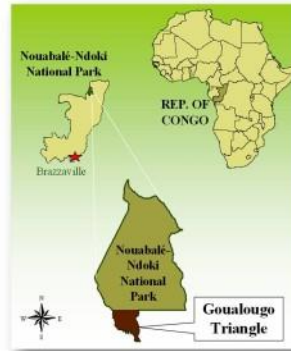 Nouabalé-Ndoki
National Park
REP. OF
CONGO
Brazzaville
Nouabalé-
Ndoki
National
Park
N
W
E
S
Goualougo
Triangle